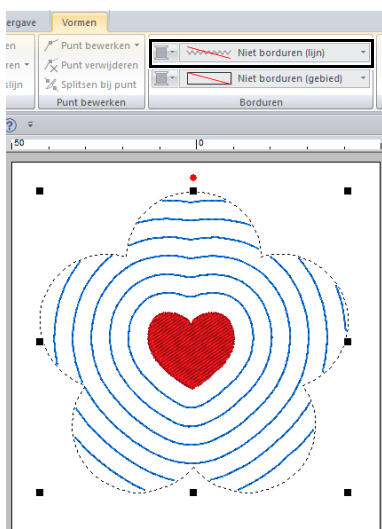 ergave Vormen
en Punt bewerken Niet borduren (lijn)
ren Punt verwijderen
slijn Splitsen bij punt Niet borduren (gebied)
Punt bewerken Borduren
?
50 0